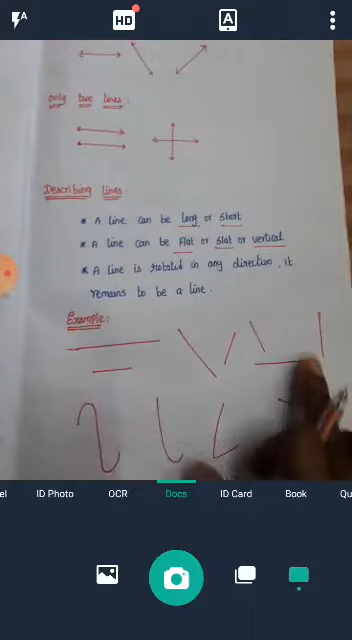 A
HD
A
Only two lines:
Describing lines:
* A line can be long or short
* A line can be flat or slat or vertical
* A line is rotated in any direction, it
remains to be a line.
Example:
el ID Photo OCR Docs ID Card Book Qu